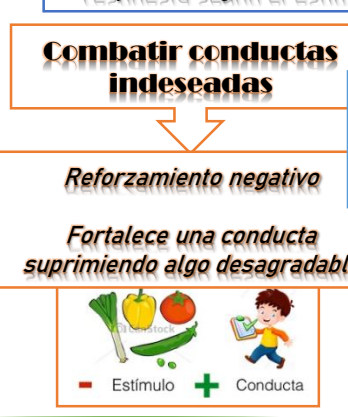 Combatir conductas
indeseadas
Reforzamiento negativo
Fortalece una conducta
suprimiendo algo desagradabl
- Estímulo + Conducta